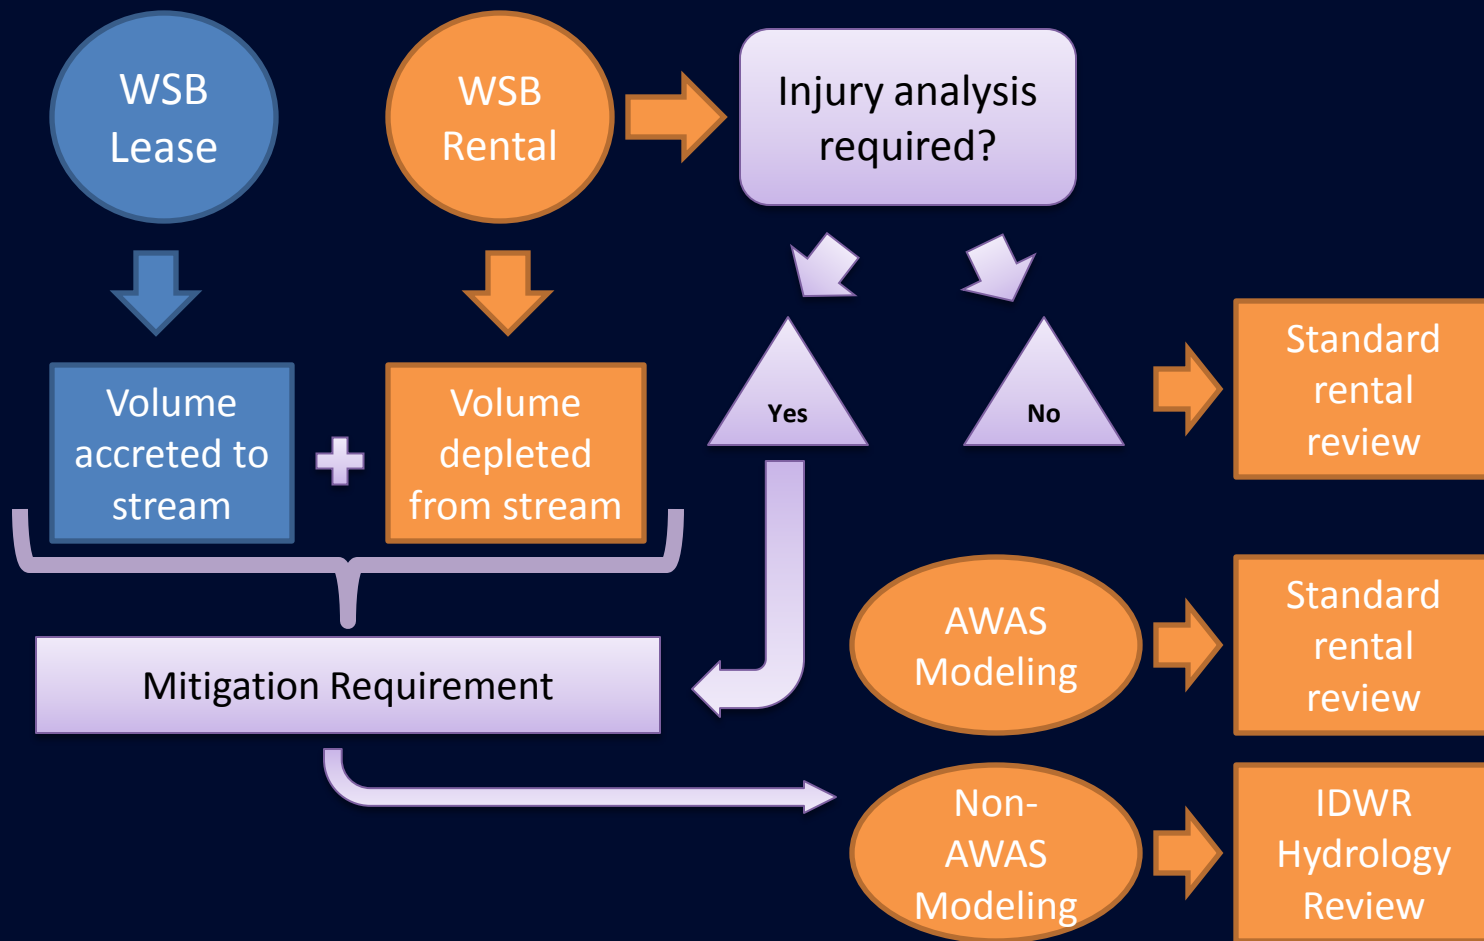 WSB
Lease
WSB
Rental
Injury analysis
required?
Volume
accreted to
stream
Volume
depleted
from stream
Yes
No
Standard
rental
review
Mitigation Requirement
AWAS
Modeling
Standard
rental
review
Non-
AWAS
Modeling
IDWR
Hydrology
Review